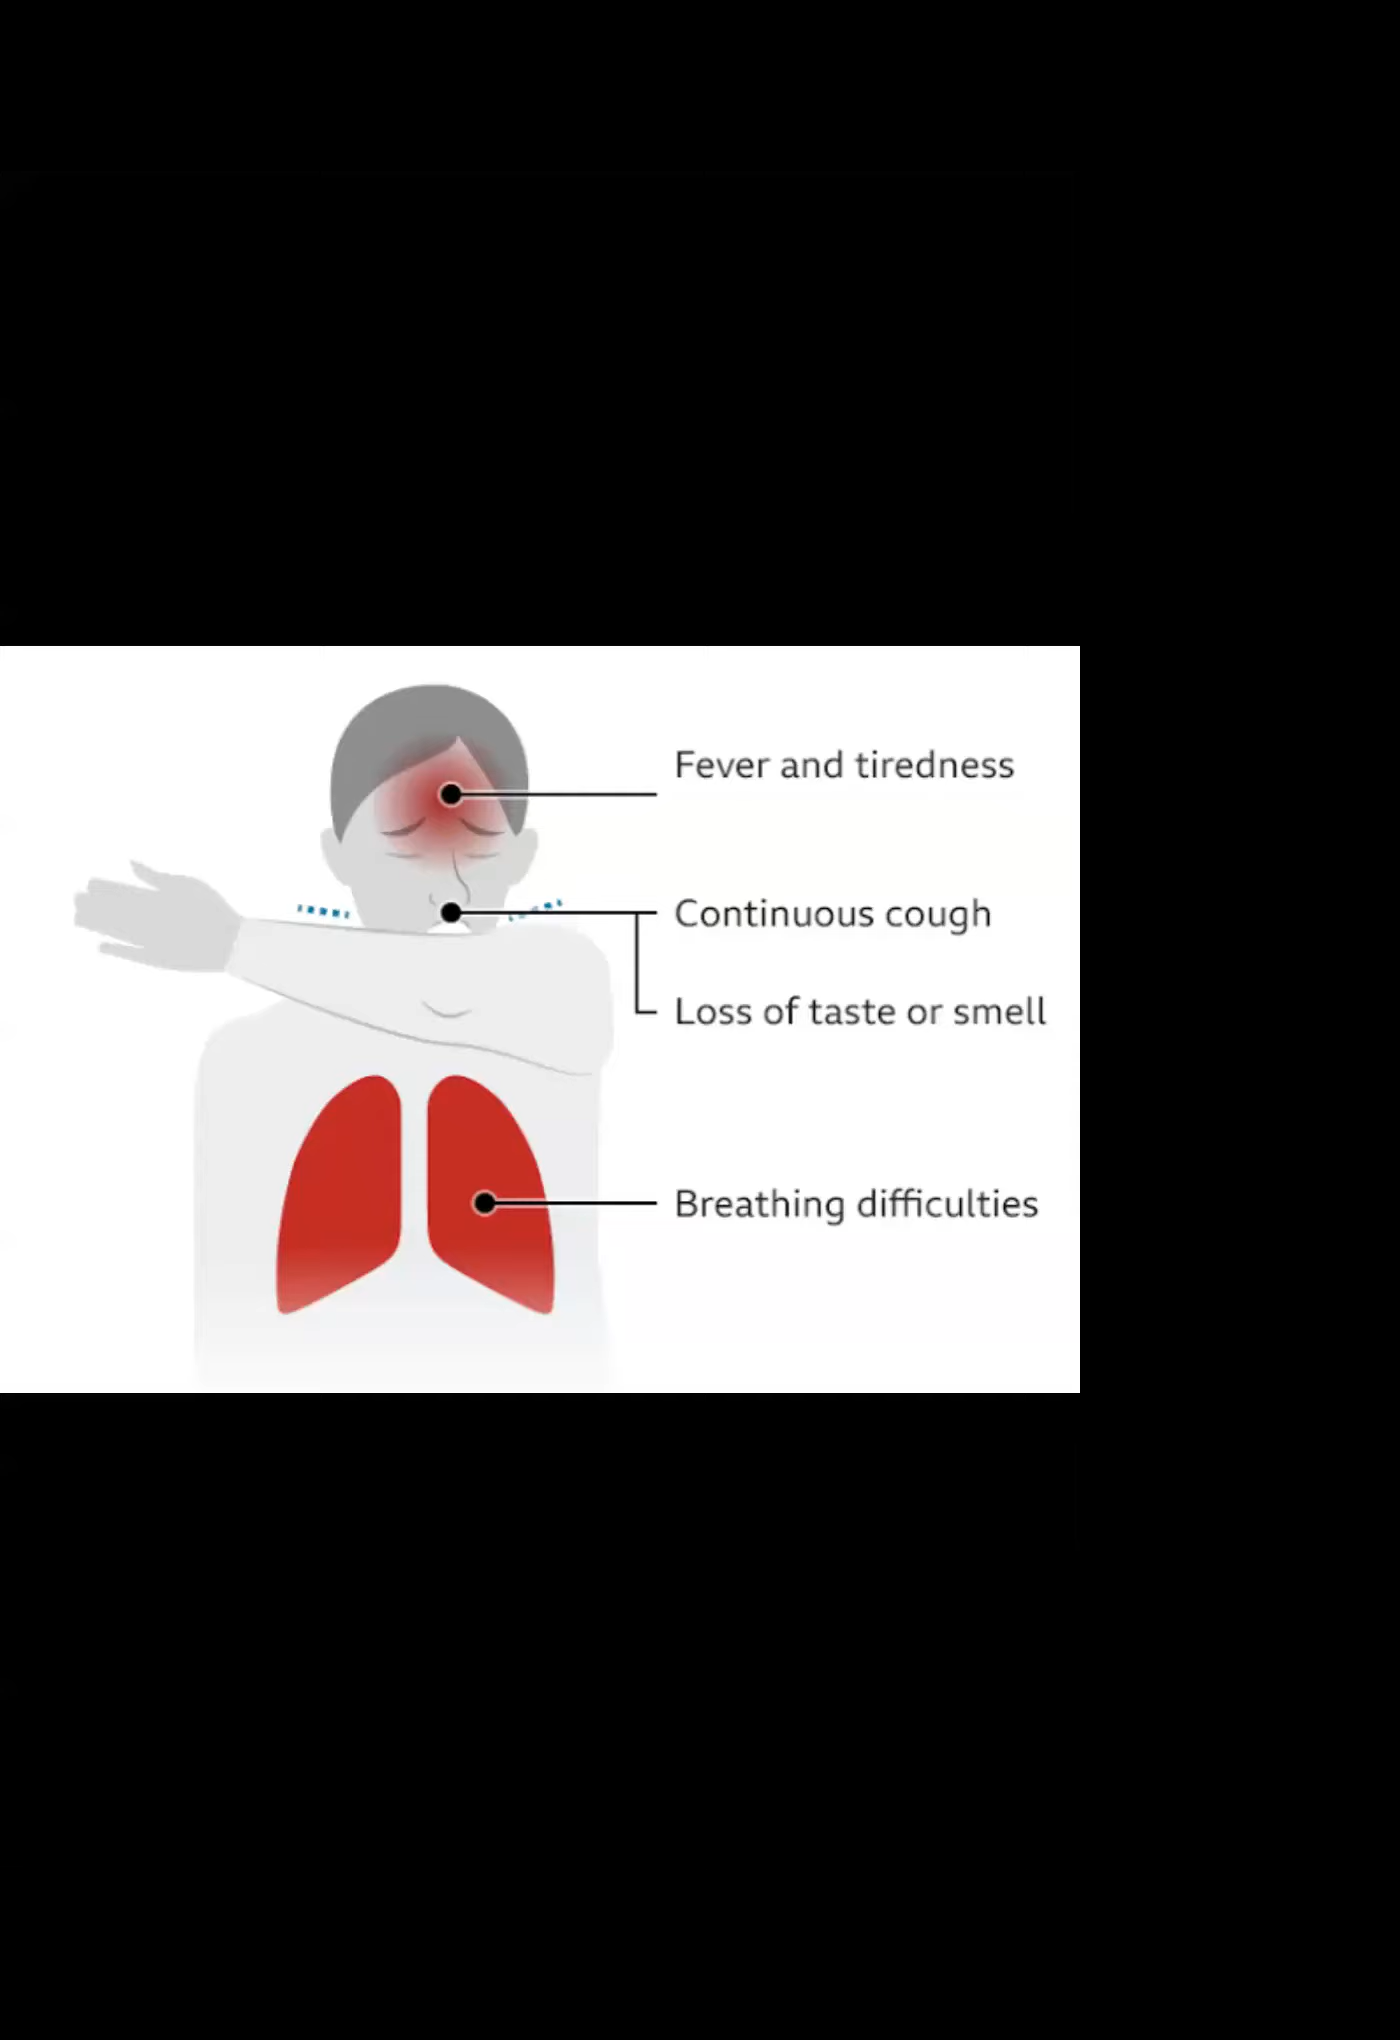 Fever and tiredness
Continuous cough
Loss of taste or smell
Breathing difficulties